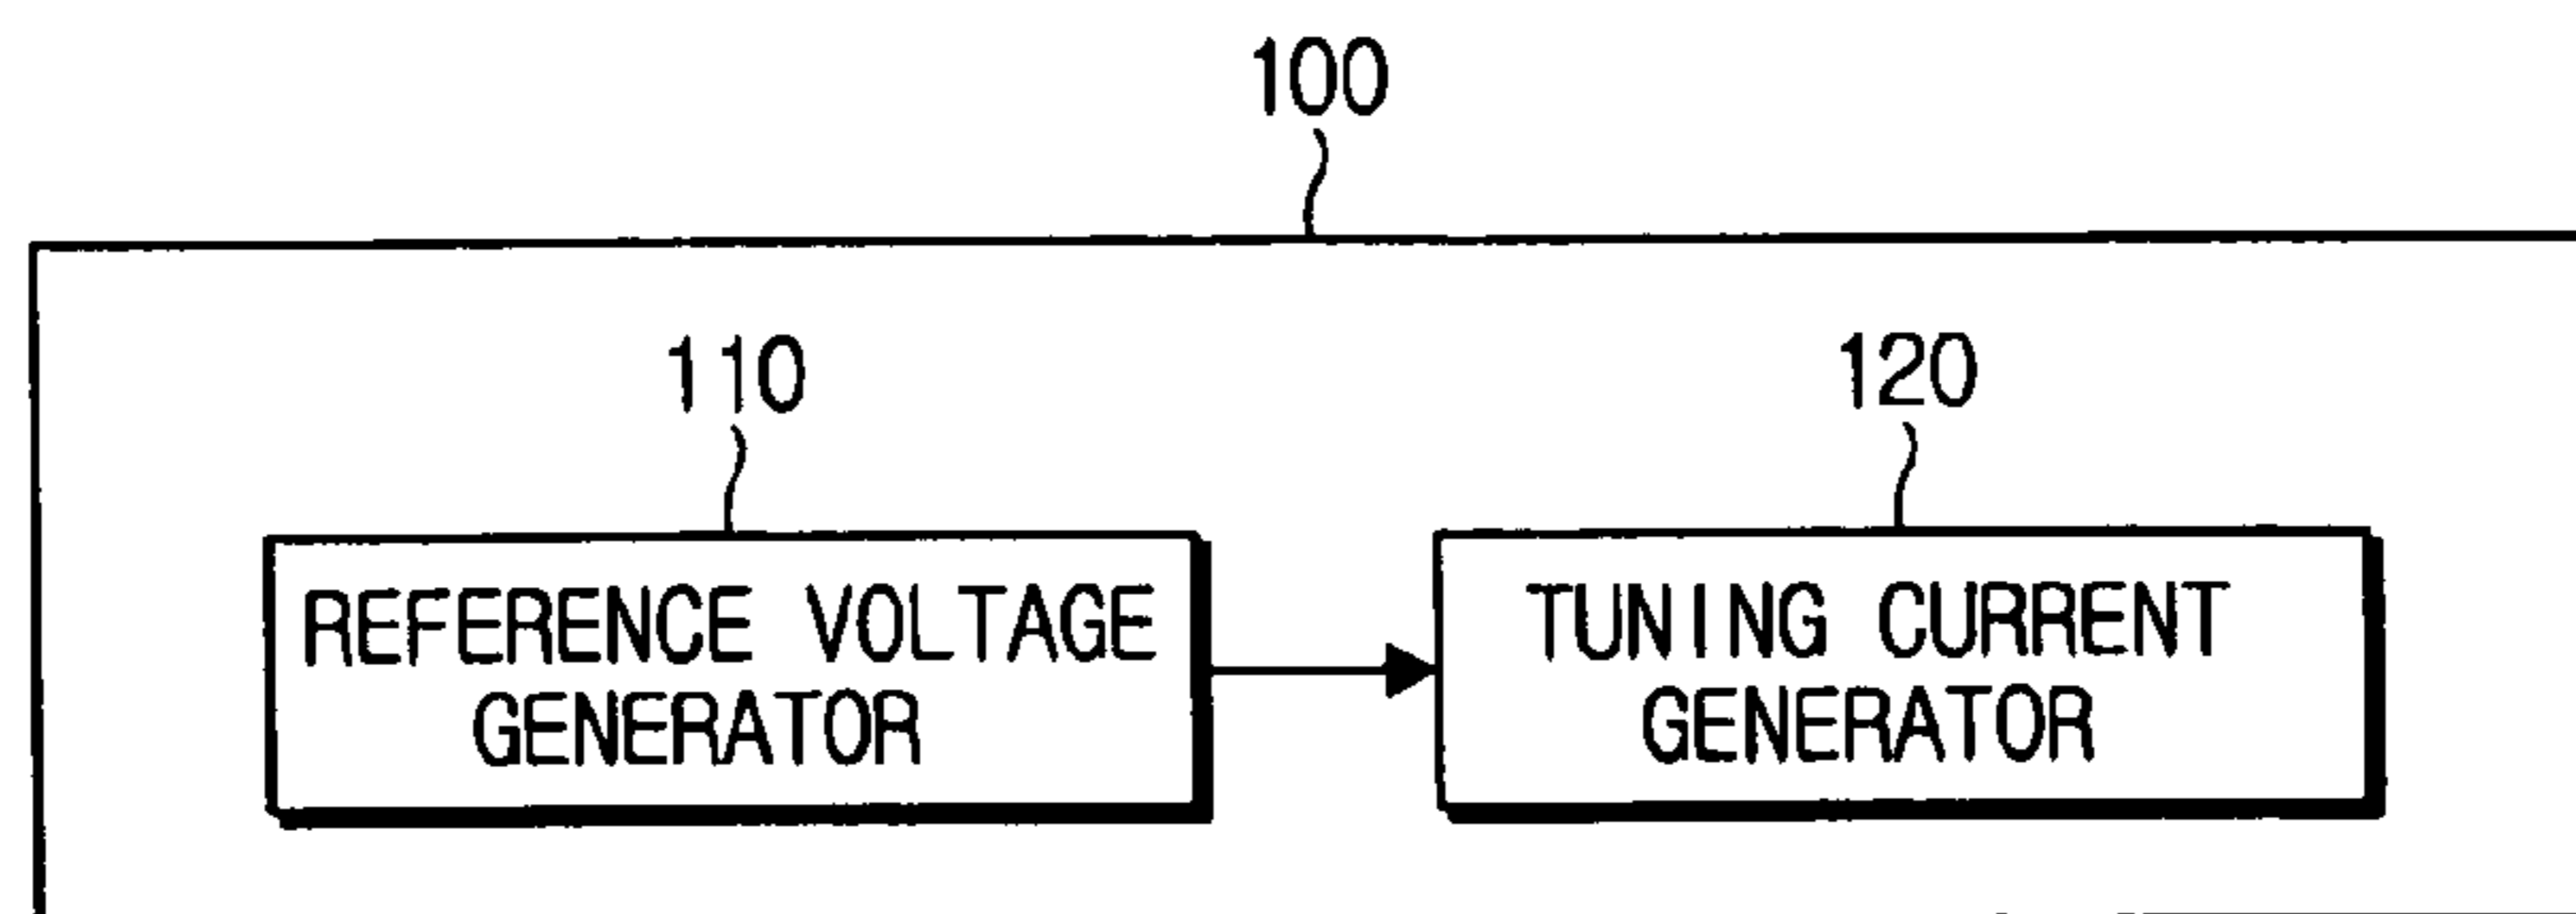 100
110
120
REFERENCE VOLTAGE
GENERATOR
TUNING CURRENT
GENERATOR